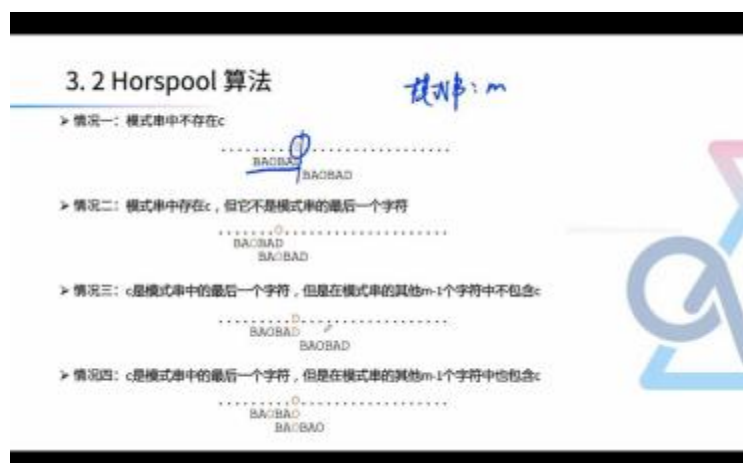 3. 2 Horspool 算法
模式串：m
➢ 情况一：模式串中不存在c
BAOBAD
BAOBAD
➢ 情况二：模式串中存在c，但它不是模式串的最后一个字符
O
BAOBAD
BAOBAD
➢ 情况三：c是模式串中的最后一个字符，但是在模式串的其他m-1个字符中不包含c
D
BAOBAD
BAOBAD
➢ 情况四：c是模式串中的最后一个字符，但是在模式串的其他m-1个字符中也包含c
O
BAOBAO
BAOBAO